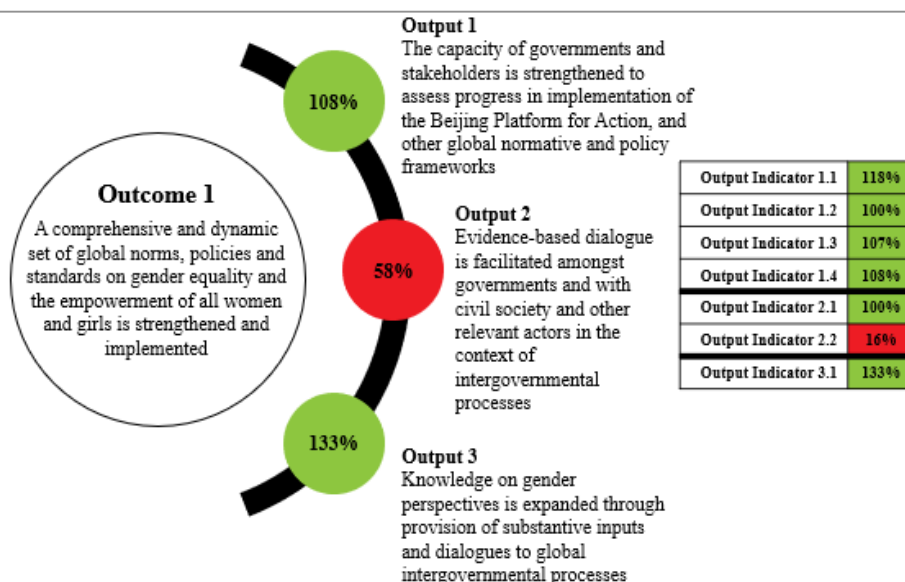 Outcome 1
A comprehensive and dynamic
set of global norms, policies and
standards on gender equality and
the empowerment of all women
and girls is strengthened and
implemented
108%
Output 1
The capacity of governments and
stakeholders is strengthened to
assess progress in implementation of
the Beijing Platform for Action, and
other global normative and policy
frameworks
58%
Output 2
Evidence-based dialogue
is facilitated amongst
governments and with
civil society and other
relevant actors in the
context of
intergovernmental
processes
133%
Output 3
Knowledge on gender
perspectives is expanded through
provision of substantive inputs
and dialogues to global
intergovernmental processes
Output Indicator 1.1 118%
Output Indicator 1.2 100%
Output Indicator 1.3 107%
Output Indicator 1.4 108%
Output Indicator 2.1 100%
Output Indicator 2.2 16%
Output Indicator 3.1 133%